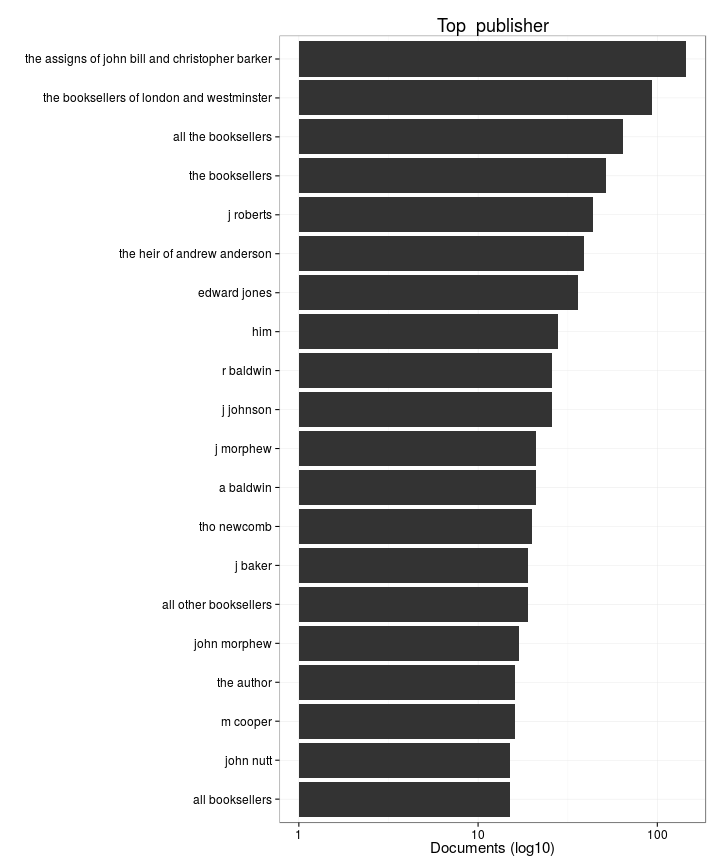 Top  publisher
the assigns of john bill and christopher barker
the booksellers of london and westminster
all the booksellers
the booksellers
j roberts
the heir of andrew anderson
edward jones
him
r baldwin
j johnson
j morphew
a baldwin
tho newcomb
j baker
all other booksellers
john morphew
the author
m cooper
john nutt
all booksellers
1 10 100
Documents (log10)